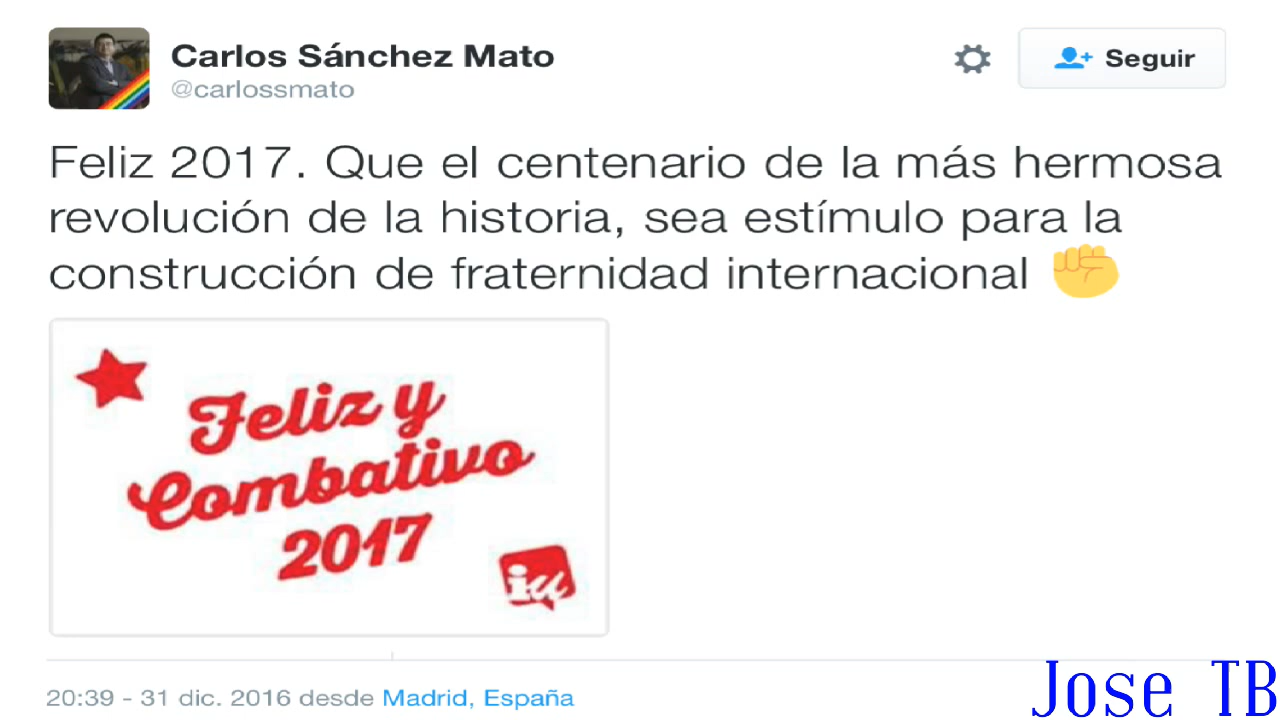 Carlos Sánchez Mato
@carlossmato
Seguir
Feliz 2017. Que el centenario de la más hermosa
revolución de la historia, sea estímulo para la
construcción de fraternidad internacional
Feliz y
Combativo
2017
iu
20:39 - 31 dic. 2016 desde Madrid, España
Jose TB